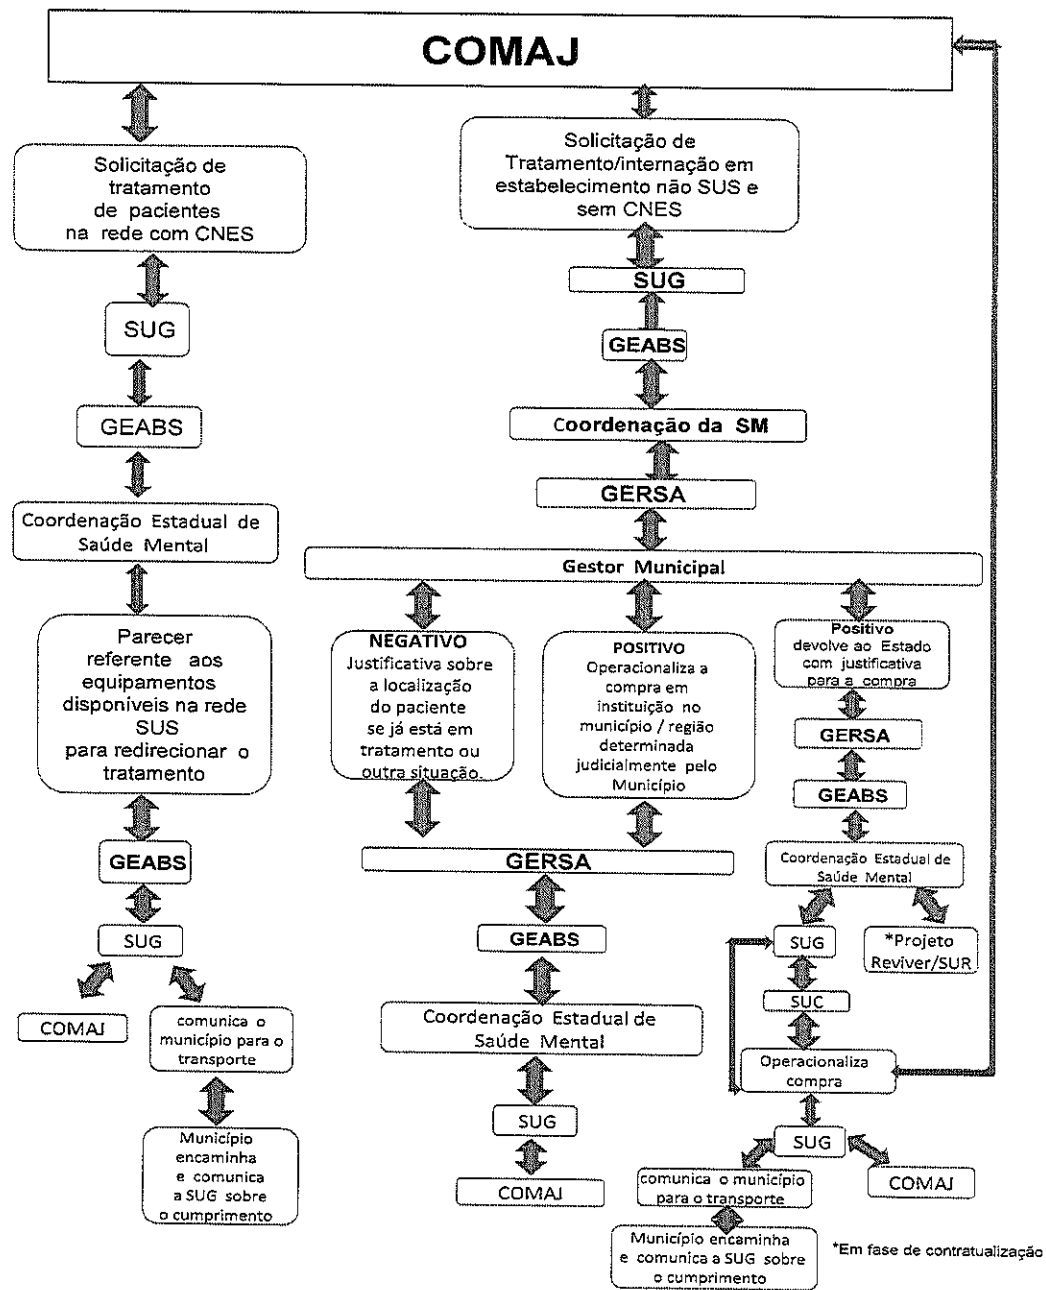 COMAJ
Solicitação de
tratamento
de pacientes
na rede com CNES
SUG
GEABS
Coordenação Estadual de
Saúde Mental
Parecer
referente aos
equipamentos
disponíveis na rede
SUS
para redirecionar o
tratamento
GEABS
SUG
COMAJ
comunica o
município para o
transporte
Município
encaminha
e comunica
a SUG sobre
o cumprimento
Solicitação de
Tratamento/internação em
estabelecimento não SUS e
sem CNES
SUG
GEABS
Coordenação da SM
GERSA
Gestor Municipal
NEGATIVO
Justificativa sobre
a localização
do paciente
se já está em
tratamento ou
outra situação.
POSITIVO
Operacionaliza a
compra em
instituição no
município / região
determinada
judicialmente pelo
Município
GERSA
GEABS
Coordenação Estadual de
Saúde Mental
SUG
COMAJ
Positivo
devolve ao Estado
com justificativa
para a compra
GERSA
GEABS
Coordenação Estadual de
Saúde Mental
SUG
*Projeto
Reviver/SUR
SUC
Operacionaliza
compra
SUG
comunica o município
para o transporte
COMAJ
Município encaminha
e comunica a SUG sobre
o cumprimento
*Em fase de contratualização